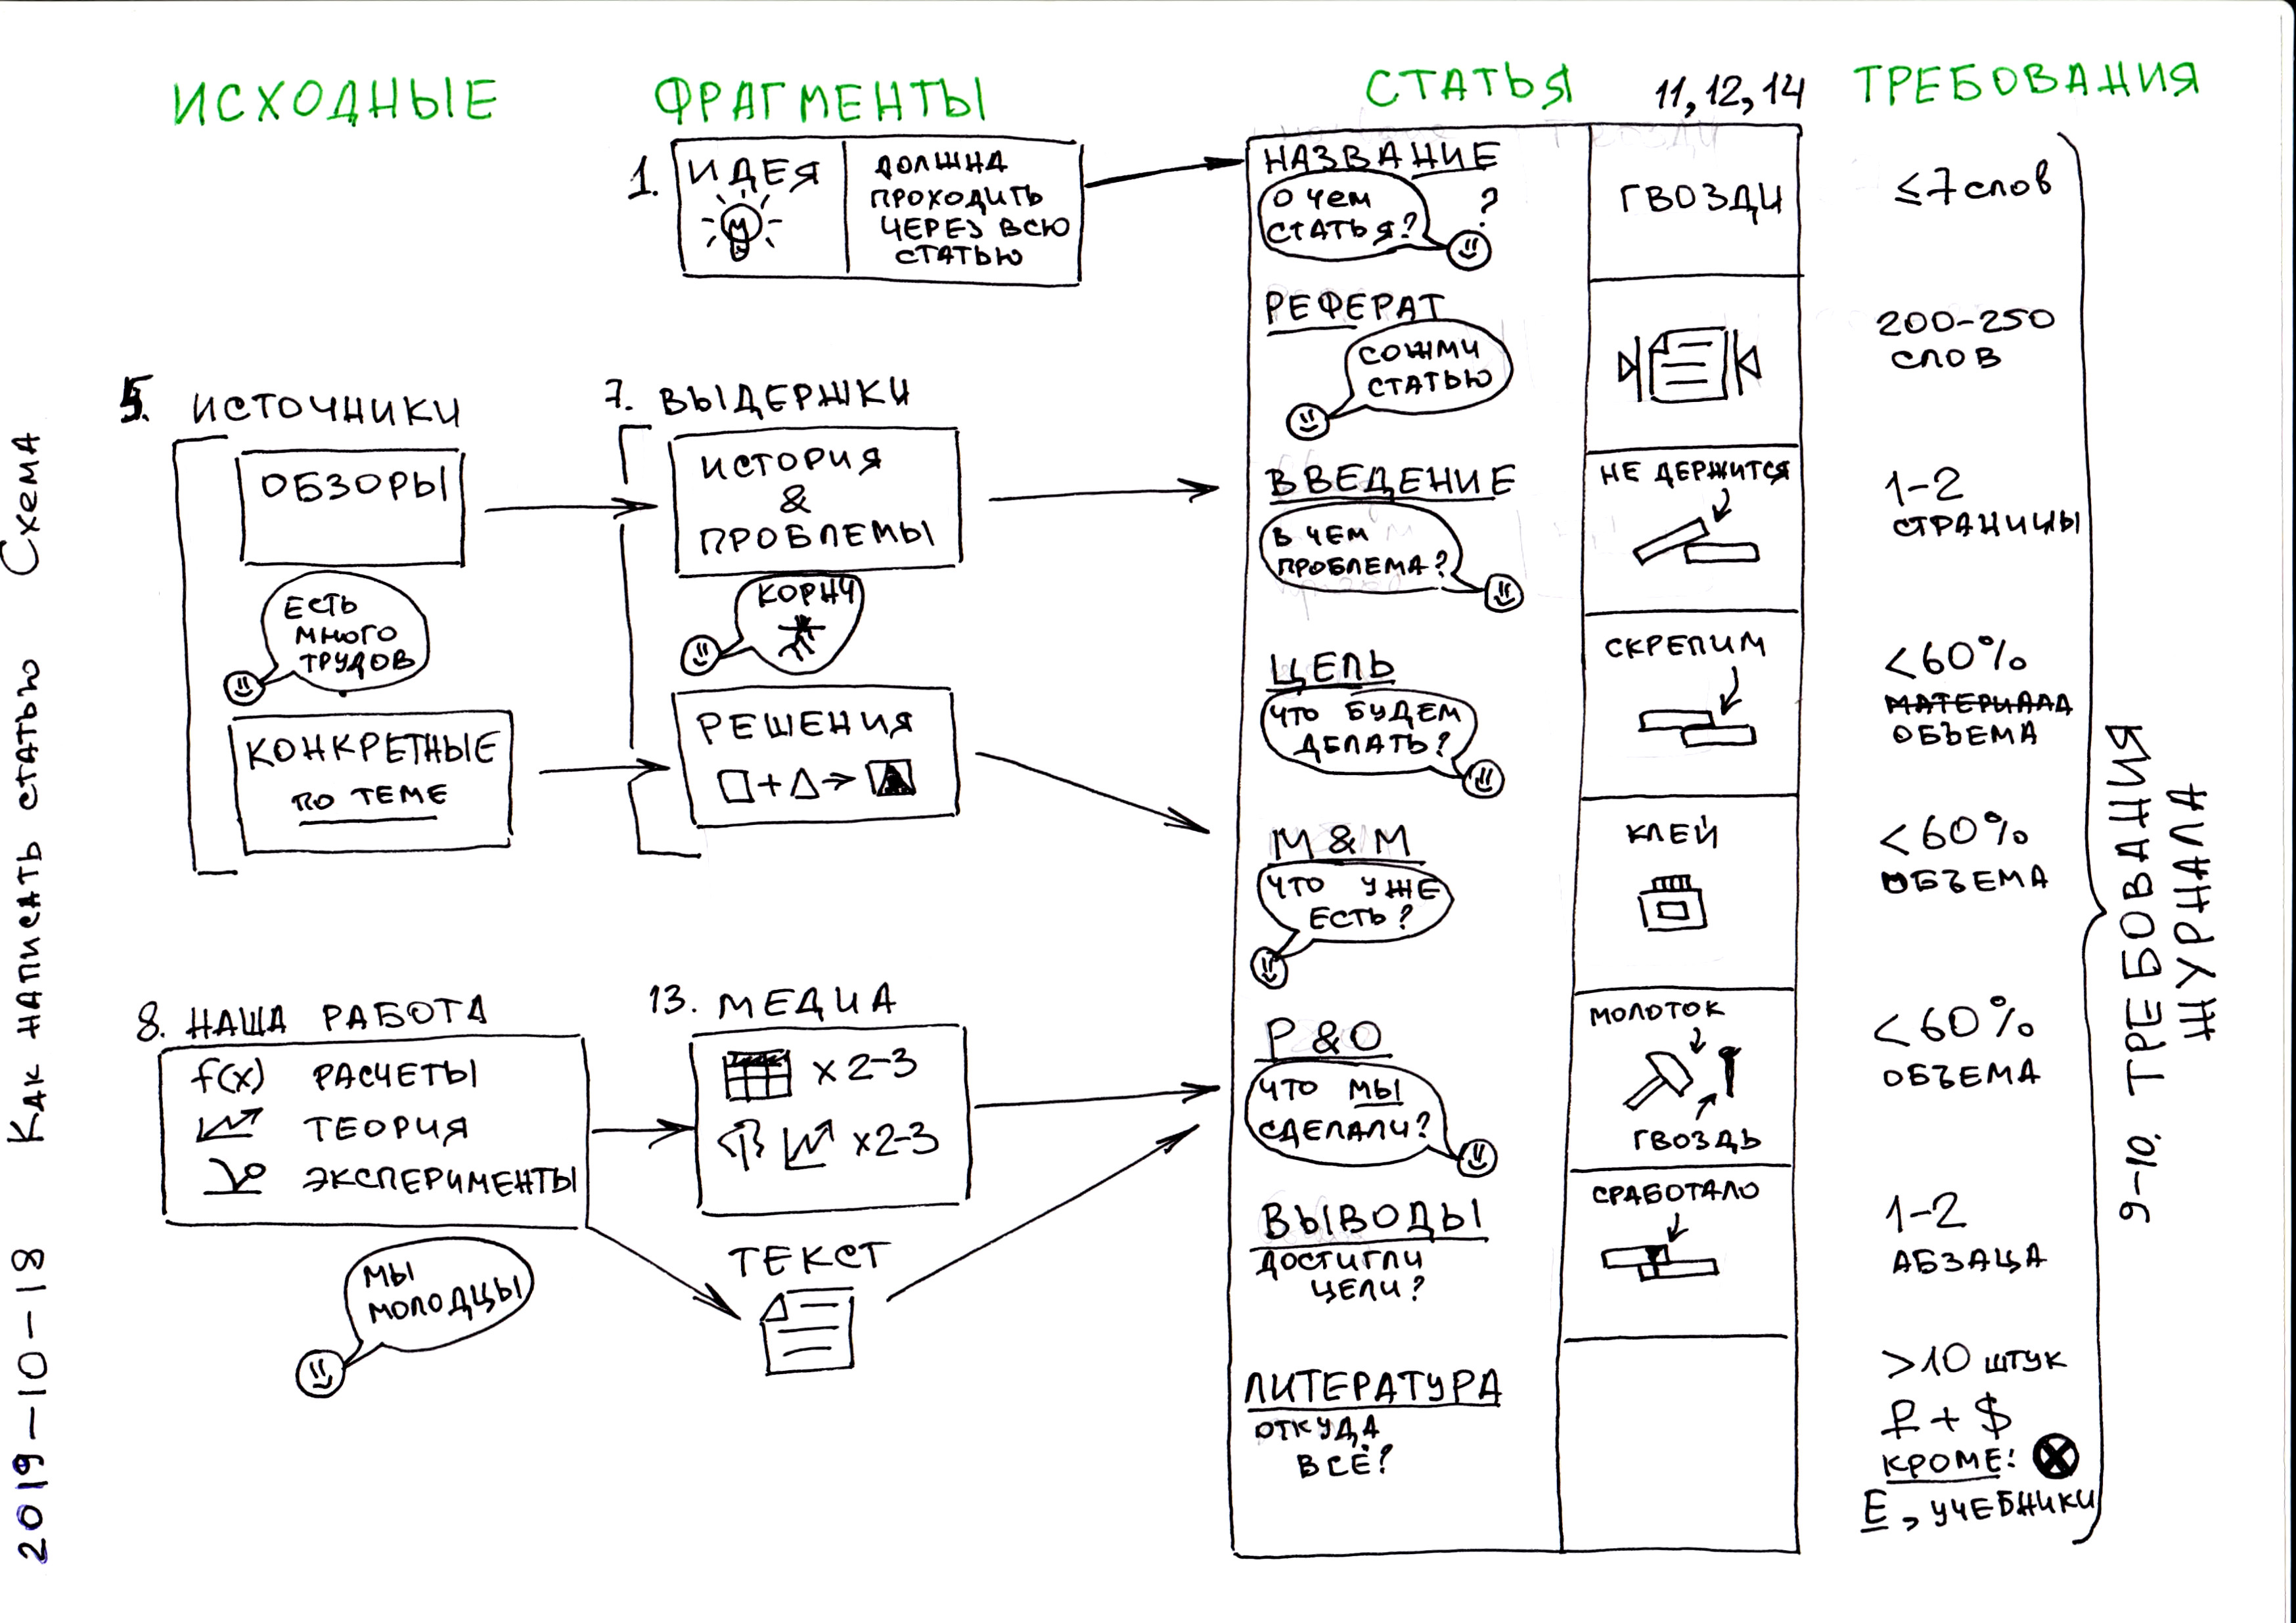 ИСХОДНЫЕ
ФРАГМЕНТЫ
СТАТЬЯ
11, 12, 14
ТРЕБОВАНИЯ
1. ИДЕЯ
ДОЛЖНА
ПРОХОДИТЬ
ЧЕРЕЗ ВСЮ
СТАТЬЮ
5. ИСТОЧНИКИ
ОБЗОРЫ
ЕСТЬ
МНОГО
ТРУДОВ
КОНКРЕТНЫЕ
ПО ТЕМЕ
7. ВЫДЕРЖКИ
ИСТОРИЯ
&
ПРОБЛЕМЫ
КОРНИ
РЕШЕНИЯ
8. НАША РАБОТА
f(x) РАСЧЕТЫ
ТЕОРИЯ
ЭКСПЕРИМЕНТЫ
МЫ
МОЛОДЦЫ
13. МЕДИА
x 2-3
x 2-3
ТЕКСТ
НАЗВАНИЕ
О чем
СТАТЬЯ?
?
ГВОЗДИ
≤7 слов
РЕФЕРАТ
СОЖМИ
СТАТЬЮ
200-250
СЛОВ
ВВЕДЕНИЕ
В ЧЕМ
ПРОБЛЕМА?
НЕ ДЕРЖИТСЯ
1-2
СТРАНИЦЫ
ЦЕЛЬ
ЧТО БУДЕМ
ДЕЛАТЬ?
СКРЕПИМ
<60%
МАТЕРИАЛА
ОБЪЕМА
М & М
ЧТО УЖЕ
ЕСТЬ?
КЛЕЙ
<60%
ОБЪЕМА
Р & О
ЧТО МЫ
СДЕЛАЛИ?
МОЛОТОК
ГВОЗДЬ
<60%
ОБЪЕМА
ВЫВОДЫ
ДОСТИГЛИ
ЦЕЛИ?
СРАБОТАЛО
1-2
АБЗАЦА
ЛИТЕРАТУРА
ОТКУДА
ВСЁ?
>10 штук
₽ + $
КРОМЕ:
Е, УЧЕБНИКИ
9-10. ТРЕБОВАНИЯ
ЖУРНАЛА
2019-10-18 Как написать статью Схема